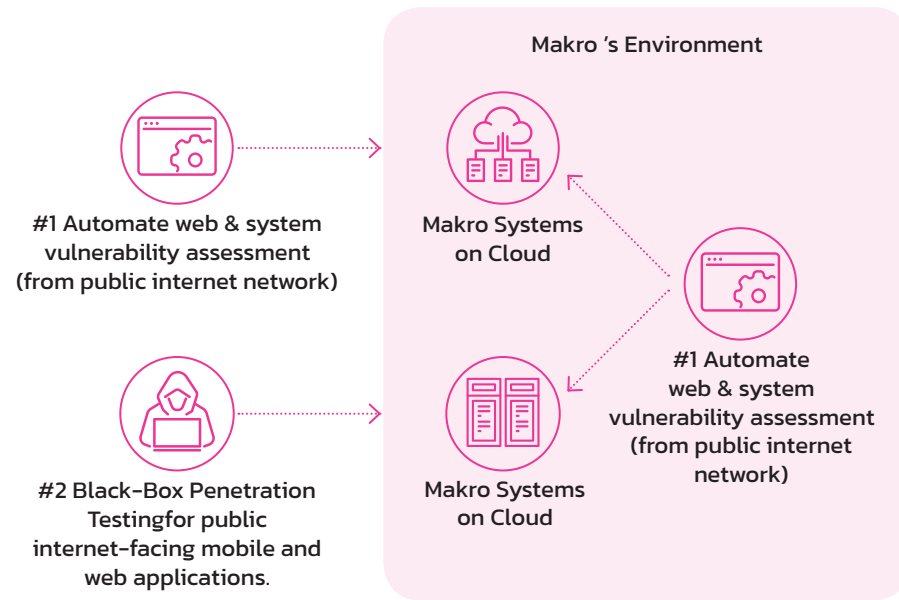 Makro ’s Environment
#1 Automate web & system
vulnerability assessment
(from public internet network)
Makro Systems
on Cloud
#1 Automate
web & system
vulnerability assessment
(from public internet
network)
#2 Black-Box Penetration
Testingfor public
internet-facing mobile and
web applications.
Makro Systems
on Cloud